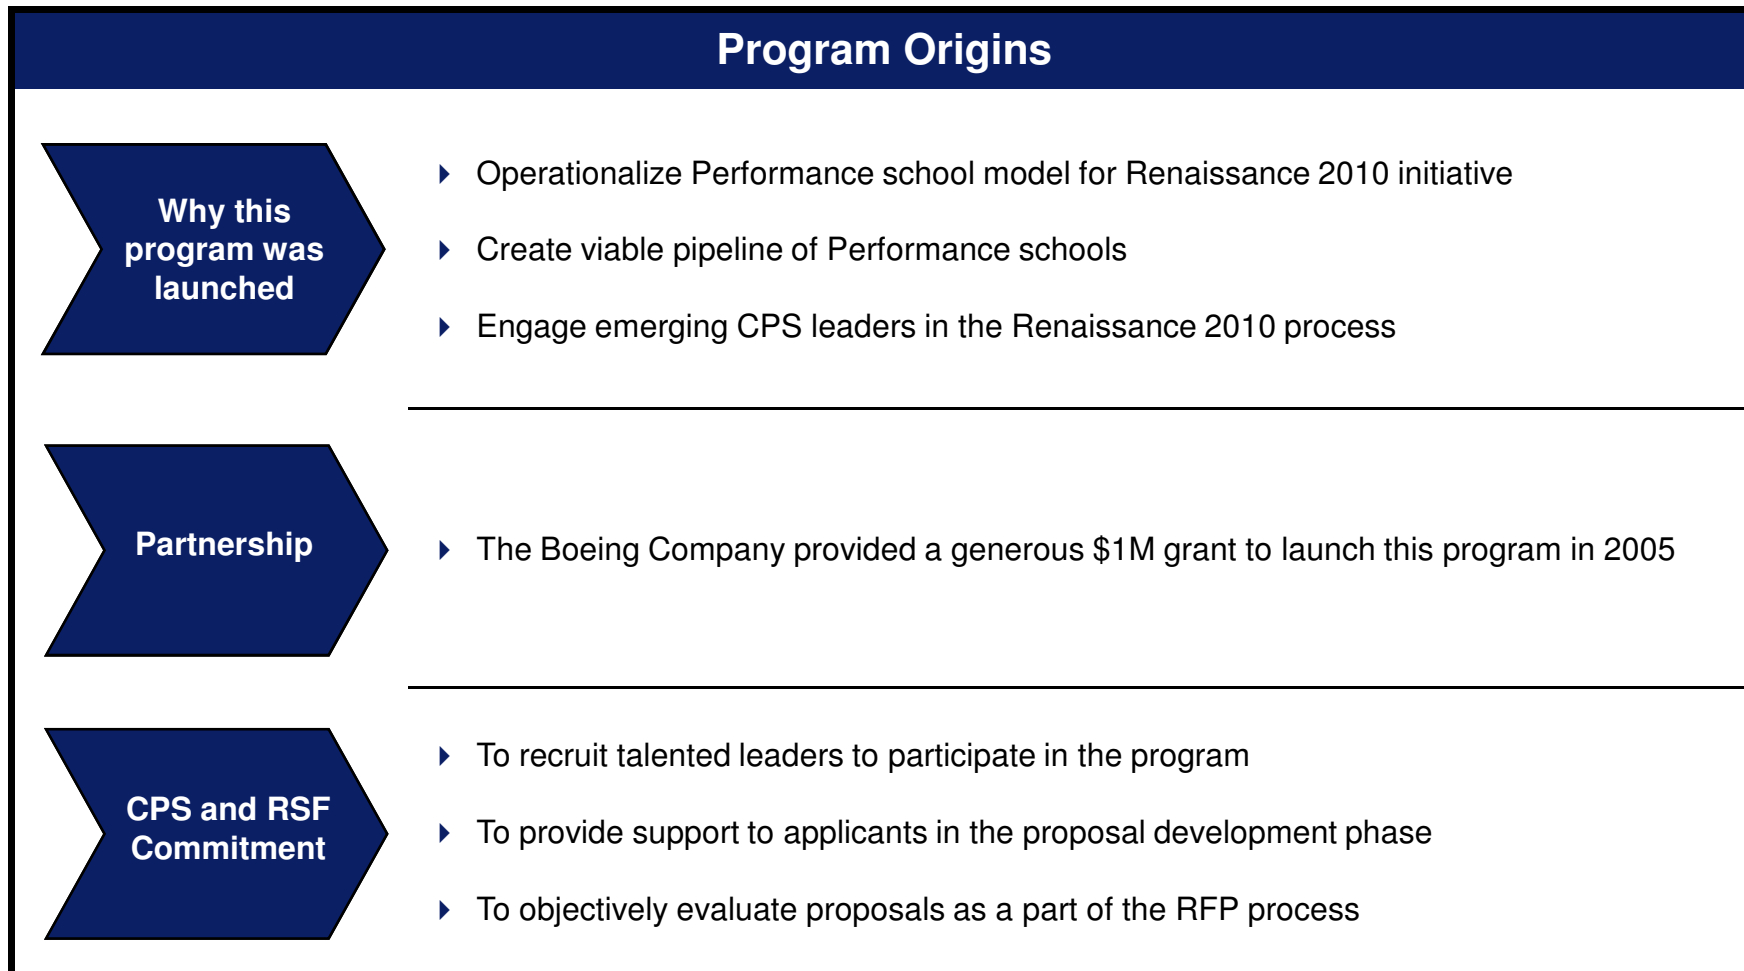 Program Origins
Why this
program was
launched
Operationalize Performance school model for Renaissance 2010 initiative
Create viable pipeline of Performance schools
Engage emerging CPS leaders in the Renaissance 2010 process
Partnership
The Boeing Company provided a generous $1M grant to launch this program in 2005
CPS and RSF
Commitment
To recruit talented leaders to participate in the program
To provide support to applicants in the proposal development phase
To objectively evaluate proposals as a part of the RFP process